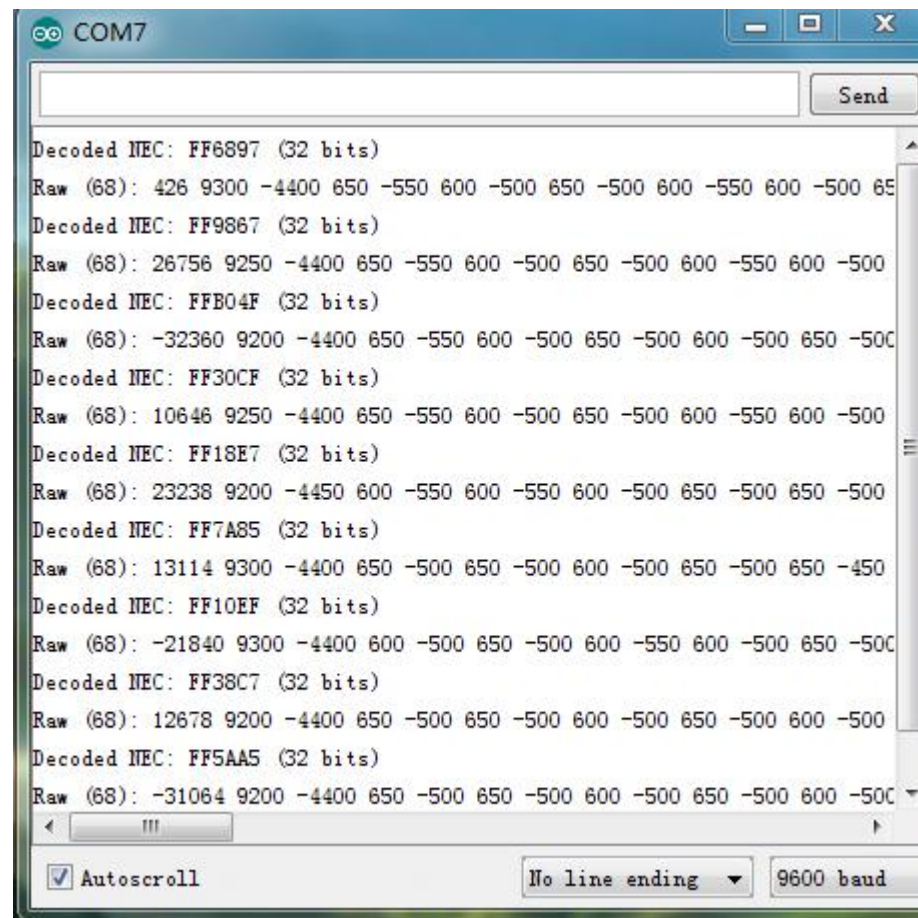 COM7
Send
Decoded NEC: FF6897 (32 bits)
Raw (68): 426 9300 -4400 650 -550 600 -500 650 -500 600 -550 600 -500 65
Decoded NEC: FF9867 (32 bits)
Raw (68): 26756 9250 -4400 650 -550 600 -500 650 -500 600 -550 600 -500
Decoded NEC: FFB04F (32 bits)
Raw (68): -32360 9200 -4400 650 -550 600 -500 650 -500 600 -500 650 -500
Decoded NEC: FF30CF (32 bits)
Raw (68): 10646 9250 -4400 650 -550 600 -500 650 -500 600 -550 600 -500
Decoded NEC: FF18E7 (32 bits)
Raw (68): 23238 9200 -4450 600 -550 600 -550 600 -500 650 -500 650 -500
Decoded NEC: FF7A85 (32 bits)
Raw (68): 13114 9300 -4400 650 -500 650 -500 600 -500 650 -500 650 -450
Decoded NEC: FF10EF (32 bits)
Raw (68): -21840 9300 -4400 600 -500 650 -500 600 -550 600 -500 650 -500
Decoded NEC: FF38C7 (32 bits)
Raw (68): 12678 9200 -4400 650 -500 650 -500 600 -500 650 -500 600 -500
Decoded NEC: FF5AA5 (32 bits)
Raw (68): -31064 9200 -4400 650 -500 650 -500 600 -500 650 -500 600 -500
Autoscroll
No line ending
9600 baud